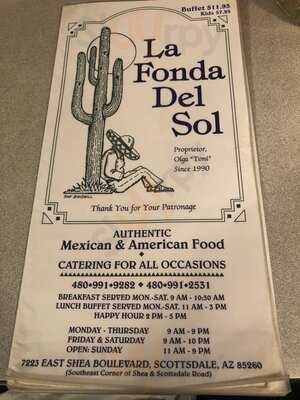 Buffet $11.95
Kids $7.95
La
Fonda
Del
Sol
Proprietor,
Olga "Toni"
Since 1990
Thank You for Your Patronage
AUTHENTIC
Mexican & American Food
CATERING FOR ALL OCCASIONS
480•991•9282 ♦ 480•991•2531
BREAKFAST SERVED MON.-SAT. 9 AM - 10:30 AM
LUNCH BUFFET SERVED MON.-SAT. 11 AM - 3 PM
HAPPY HOUR 2 PM - 5 PM
MONDAY - THURSDAY 9 AM - 9 PM
FRIDAY & SATURDAY 9 AM - 10 PM
OPEN: SUNDAY 11 AM - 9 PM
7223 EAST SHEA BOULEVARD, SCOTTSDALE, AZ 85260
(Southeast Corner of Shea & Scottsdale Road)